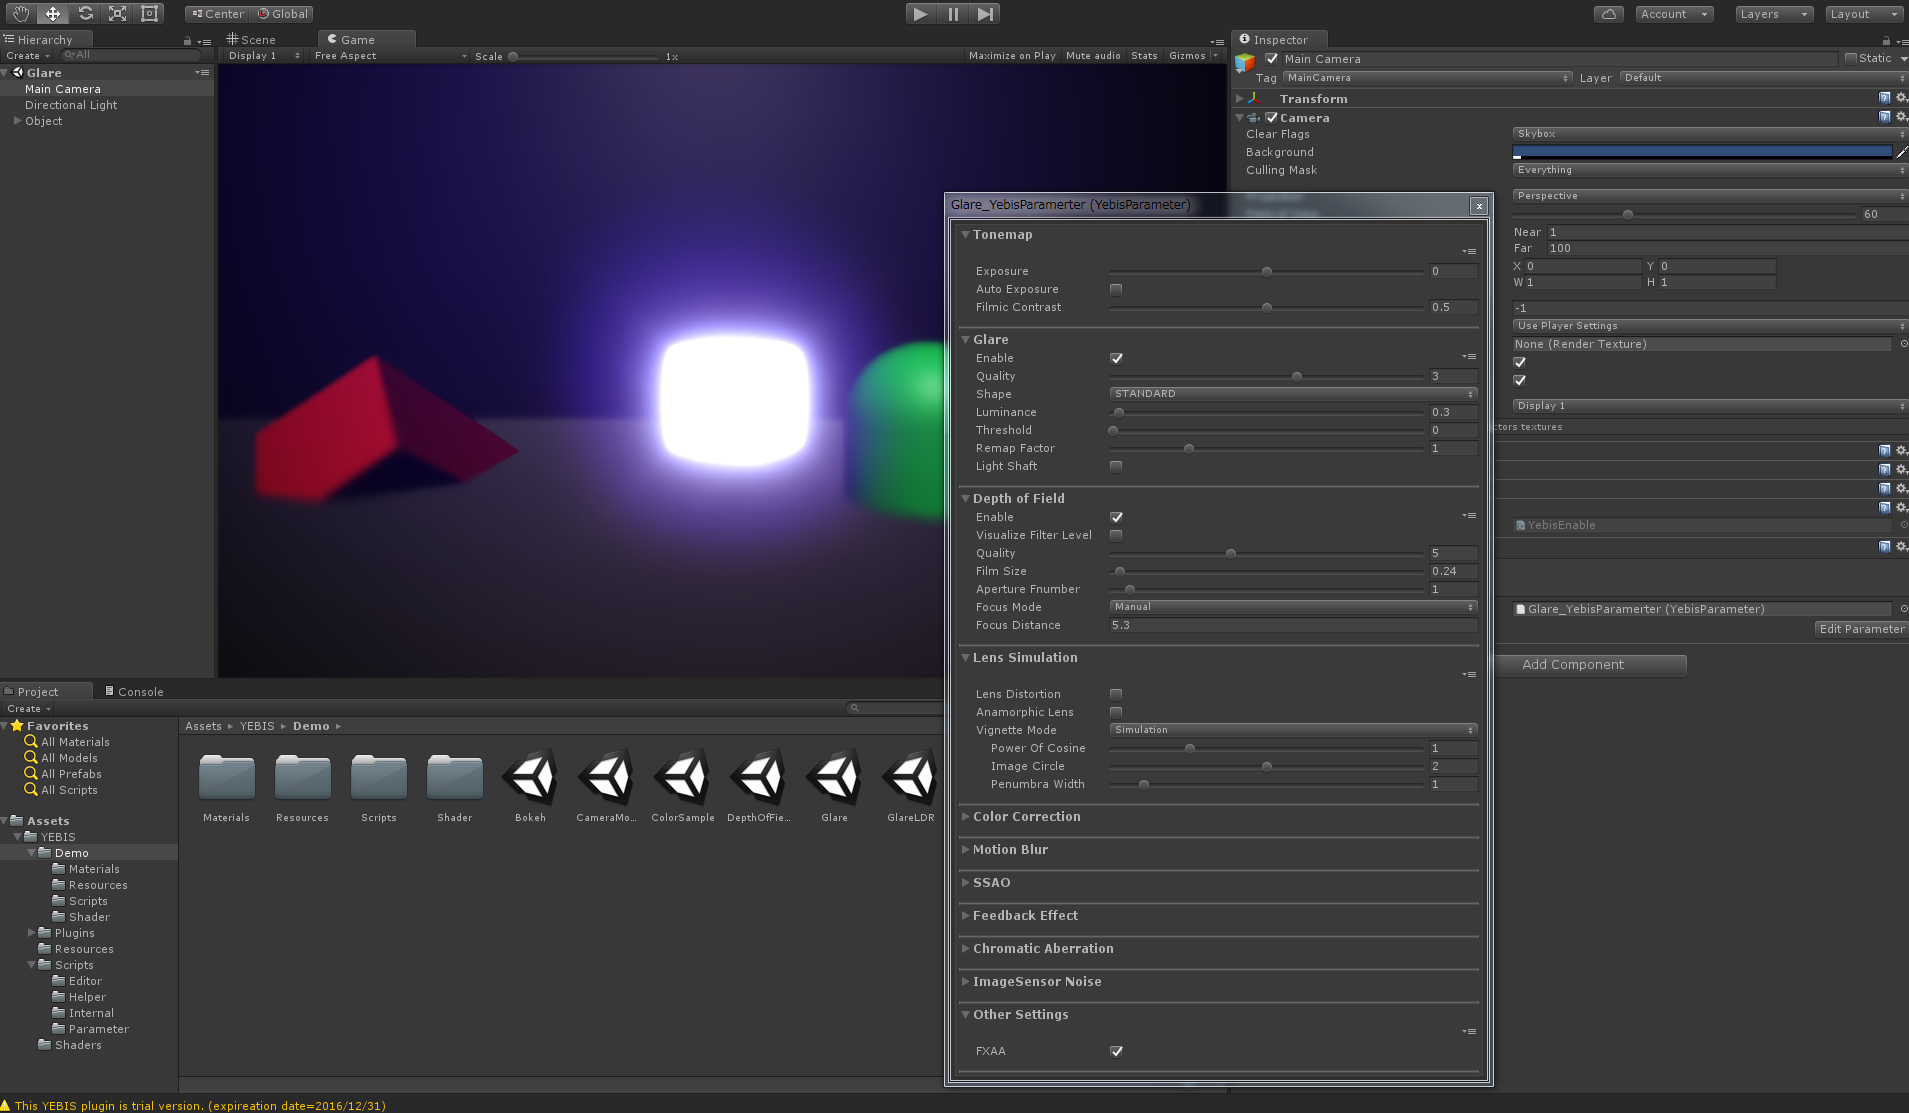 Center Global
Account Layers Layout
Hierarchy
Create All
Glare
Main Camera
Directional Light
Object
Scene Game
Display 1 Free Aspect Scale 1x Maximize on Play Mute audio Stats Gizmos
Inspector
Main Camera Static
Tag MainCamera Layer Default
Transform
Camera
Clear Flags Skybox
Background
Culling Mask Everything
Perspective
60
Near 1
Far 100
X 0 Y 0
W 1 H 1
-1
Use Player Settings
None (Render Texture)
Display 1
ctors textures
YebisEnable
Glare_YebisParamerter (YebisParameter)
Edit Parameter
Add Component
Glare_YebisParamerter (YebisParameter)
x
Tonemap
Exposure 0
Auto Exposure
Filmic Contrast 0.5
Glare
Enable
Quality 3
Shape STANDARD
Luminance 0.3
Threshold 0
Remap Factor 1
Light Shaft
Depth of Field
Enable
Visualize Filter Level
Quality 5
Film Size 0.24
Aperture Fnumber 1
Focus Mode Manual
Focus Distance 5.3
Lens Simulation
Lens Distortion
Anamorphic Lens
Vignette Mode Simulation
Power Of Cosine 1
Image Circle 2
Penumbra Width 1
Color Correction
Motion Blur
SSAO
Feedback Effect
Chromatic Aberration
ImageSensor Noise
Other Settings
FXAA
Project Console
Create
Favorites
All Materials
All Models
All Prefabs
All Scripts
Assets
YEBIS
Demo
Materials
Resources
Scripts
Shader
Plugins
Resources
Scripts
Editor
Helper
Internal
Parameter
Shaders
Assets YEBIS Demo
Materials Resources Scripts Shader Bokeh CameraMo... ColorSample DepthOfFie... Glare GlareLDR
This YEBIS plugin is trial version. (expireation date=2016/12/31)